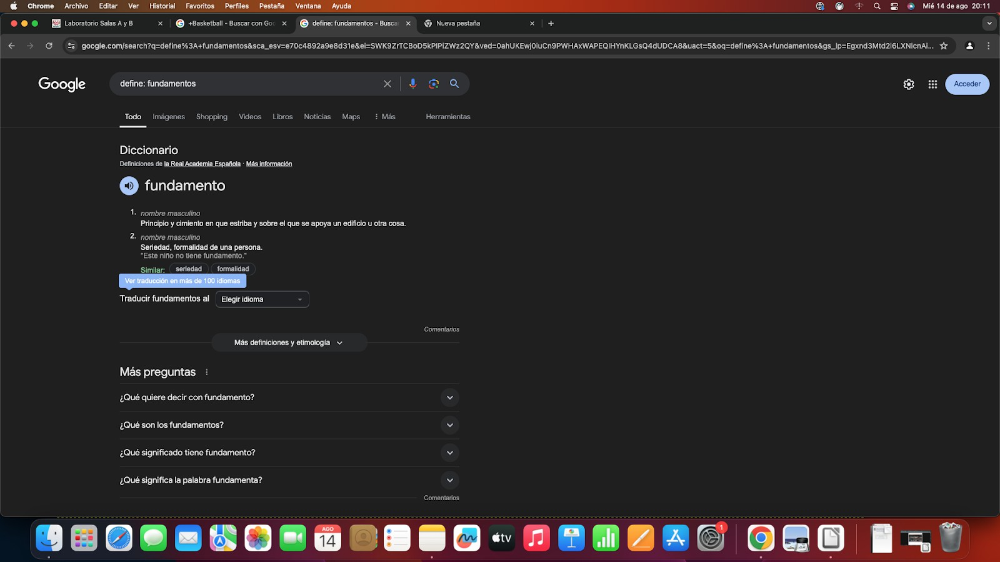 Chrome Archivo Editar Ver Historial Favoritos Perfiles Pestaña Ventana Ayuda Mié 14 de ago 20:11
Laboratorio Salas A y B +Basketball - Buscar con Goo define: fundamentos - Busca Nueva pestaña
google.com/search?q=define%3A+fundamentos&sca_esv=e70c4892a9e8d31e&ei=SWK9ZrTCBoD5kPIPiZWz2QY&ved=0ahUKEwj0iuCn9PWHAxWAPEQIHYnKLGsQ4dUDCA8&uact=5&oq=define%3A+fundamentos&gs_lp=Egxnd3Mtd2l6LXNlcnAi...
Google define: fundamentos Acceder
Todo Imágenes Shopping Videos Libros Noticias Maps Más Herramientas
Diccionario
Definiciones de la Real Academia Española · Más información
fundamento
1. nombre masculino
Principio y cimiento en que estriba y sobre el que se apoya un edificio u otra cosa.
2. nombre masculino
Seriedad, formalidad de una persona.
"Este niño no tiene fundamento."
Similar: seriedad formalidad
Ver traducción en más de 100 idiomas
Traducir fundamentos al Elegir idioma
Comentarios
Más definiciones y etimología
Más preguntas
¿Qué quiere decir con fundamento?
¿Qué son los fundamentos?
¿Qué significado tiene fundamento?
¿Qué significa la palabra fundamenta?
Comentarios
AGO
14
tv
1